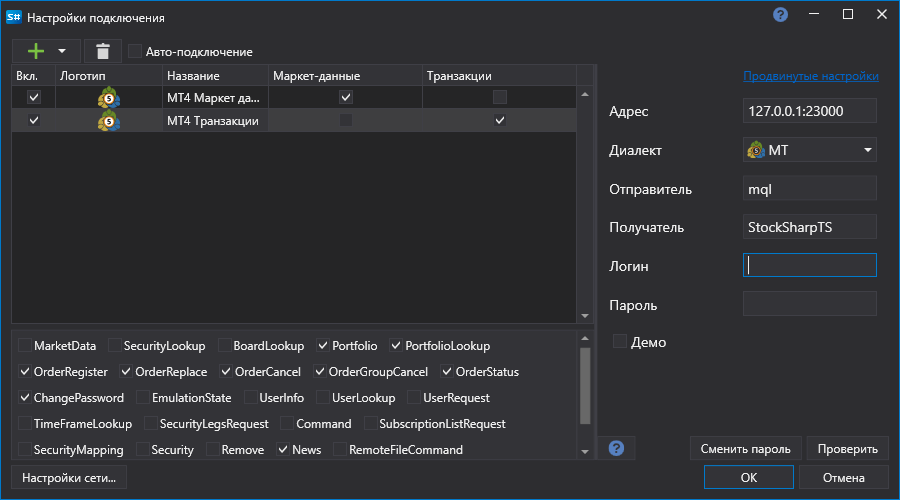 S# Настройки подключения
Авто-подключение
Вкл. Логотип Название Маркет-данные Транзакции
MT4 Маркет да...
MT4 Транзакции
Продвинутые настройки
Адрес 127.0.0.1:23000
Диалект MT
Отправитель mql
Получатель StockSharpTS
Логин
Пароль
Демо
MarketData SecurityLookup BoardLookup Portfolio PortfolioLookup
OrderRegister OrderReplace OrderCancel OrderGroupCancel OrderStatus
ChangePassword EmulationState UserInfo UserLookup UserRequest
TimeFrameLookup SecurityLegsRequest Command SubscriptionListRequest
SecurityMapping Security Remove News RemoteFileCommand
? Сменить пароль Проверить
Настройки сети... OK Отмена